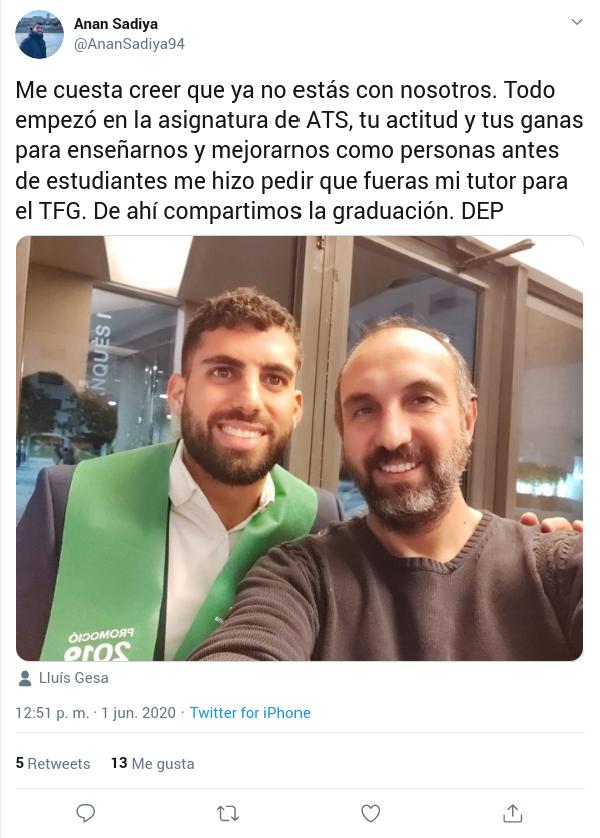 Anan Sadiya
@AnanSadiya94
Me cuesta creer que ya no estás con nosotros. Todo
empezó en la asignatura de ATS, tu actitud y tus ganas
para enseñarnos y mejorarnos como personas antes
de estudiantes me hizo pedir que fueras mi tutor para
el TFG. De ahí compartimos la graduación. DEP
NQUÈS I
PROMOCIÓ
2019
Lluís Gesa
12:51 p. m. · 1 jun. 2020 · Twitter for iPhone
5 Retweets 13 Me gusta